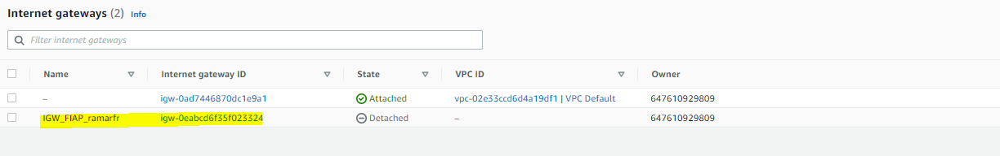 Internet gateways (2) Info
Filter internet gateways
Name Internet gateway ID State VPC ID Owner
– igw-0ad7446870dc1e9a1 Attached vpc-02e33ccd6d4a19df1 | VPC Default 647610929809
IGW_FIAP_ramarfr igw-0eabcd6f35f023324 Detached – 647610929809